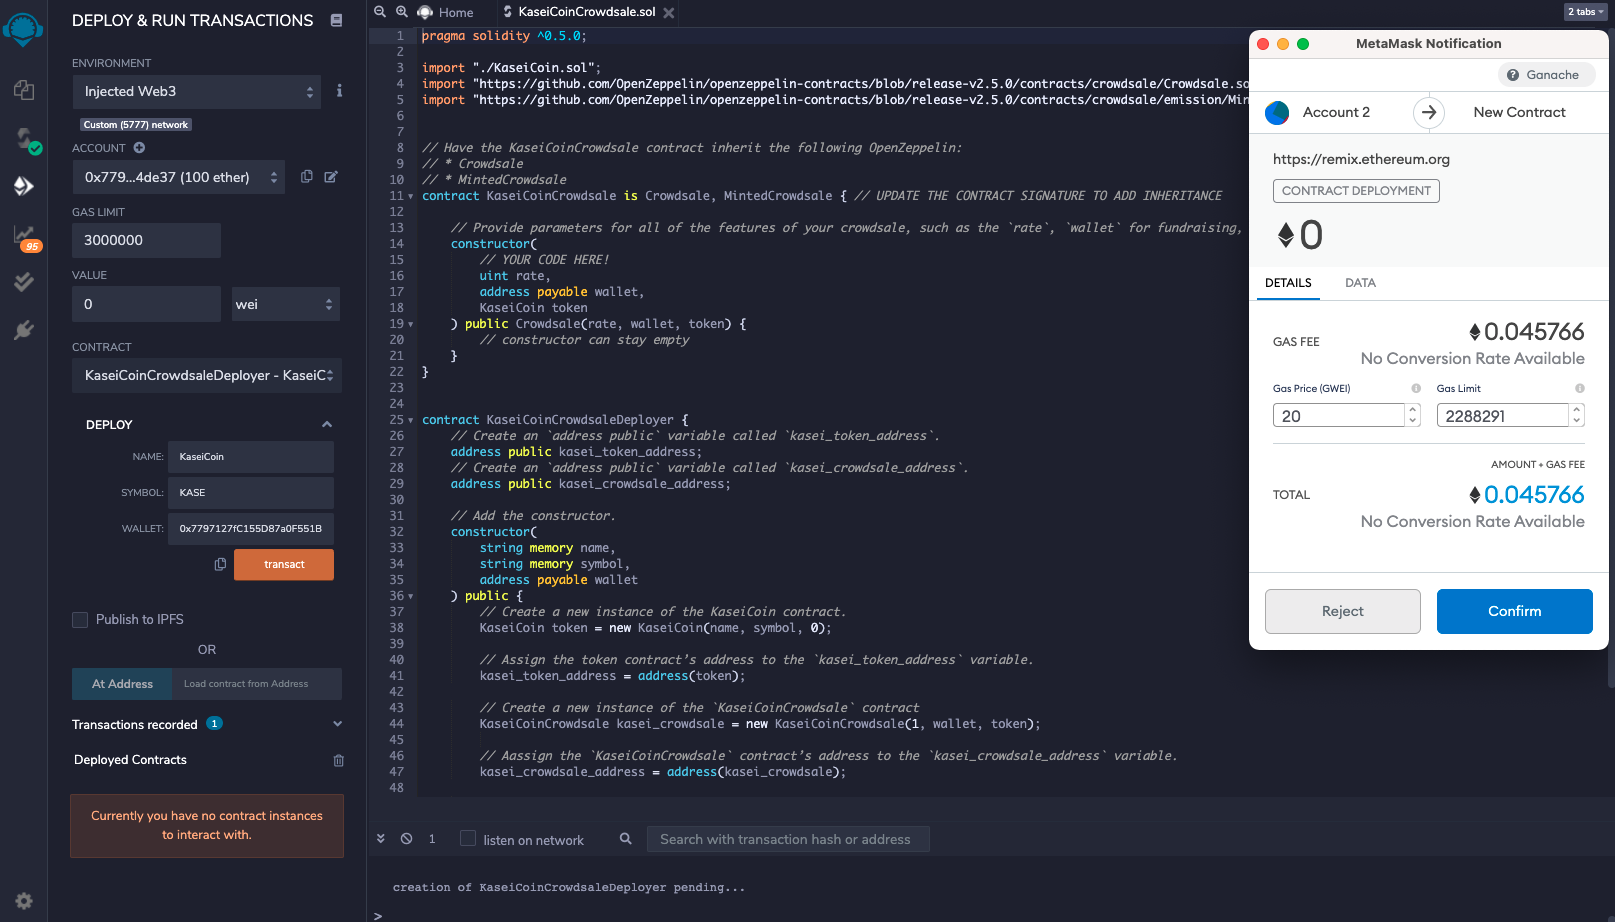 DEPLOY & RUN TRANSACTIONS
ENVIRONMENT
Injected Web3
i
Custom (5777) network
ACCOUNT
0x779...4de37 (100 ether)
GAS LIMIT
3000000
95
VALUE
0
wei
CONTRACT
KaseiCoinCrowdsaleDeployer - KaseiC
DEPLOY
NAME:
KaseiCoin
SYMBOL:
KASE
WALLET:
0x7797127fC155D87a0F551B
transact
Publish to IPFS
OR
At Address
Load contract from Address
Transactions recorded 1
Deployed Contracts
Currently you have no contract instances
to interact with.
Home
KaseiCoinCrowdsale.sol
2 tabs
1 pragma solidity ^0.5.0;
2
3 import "./KaseiCoin.sol";
4 import "https://github.com/OpenZeppelin/openzeppelin-contracts/blob/release-v2.5.0/contracts/crowdsale/Crowdsale.so
5 import "https://github.com/OpenZeppelin/openzeppelin-contracts/blob/release-v2.5.0/contracts/crowdsale/emission/Min
6
7
8 // Have the KaseiCoinCrowdsale contract inherit the following OpenZeppelin:
9 // * Crowdsale
10 // * MintedCrowdsale
11 contract KaseiCoinCrowdsale is Crowdsale, MintedCrowdsale { // UPDATE THE CONTRACT SIGNATURE TO ADD INHERITANCE
12
13 // Provide parameters for all of the features of your crowdsale, such as the `rate`, `wallet` for fundraising,
14 constructor(
15 // YOUR CODE HERE!
16 uint rate,
17 address payable wallet,
18 KaseiCoin token
19 ) public Crowdsale(rate, wallet, token) {
20 // constructor can stay empty
21 }
22 }
23
24
25 contract KaseiCoinCrowdsaleDeployer {
26 // Create an `address public` variable called `kasei_token_address`.
27 address public kasei_token_address;
28 // Create an `address public` variable called `kasei_crowdsale_address`.
29 address public kasei_crowdsale_address;
30
31 // Add the constructor.
32 constructor(
33 string memory name,
34 string memory symbol,
35 address payable wallet
36 ) public {
37 // Create a new instance of the KaseiCoin contract.
38 KaseiCoin token = new KaseiCoin(name, symbol, 0);
39
40 // Assign the token contract’s address to the `kasei_token_address` variable.
41 kasei_token_address = address(token);
42
43 // Create a new instance of the `KaseiCoinCrowdsale` contract
44 KaseiCoinCrowdsale kasei_crowdsale = new KaseiCoinCrowdsale(1, wallet, token);
45
46 // Aassign the `KaseiCoinCrowdsale` contract’s address to the `kasei_crowdsale_address` variable.
47 kasei_crowdsale_address = address(kasei_crowdsale);
48
1
listen on network
Search with transaction hash or address
creation of KaseiCoinCrowdsaleDeployer pending...
>
MetaMask Notification
? Ganache
Account 2
New Contract
https://remix.ethereum.org
CONTRACT DEPLOYMENT
0
DETAILS
DATA
GAS FEE
0.045766
No Conversion Rate Available
Gas Price (GWEI)
Gas Limit
20
2288291
AMOUNT + GAS FEE
TOTAL
0.045766
No Conversion Rate Available
Reject
Confirm